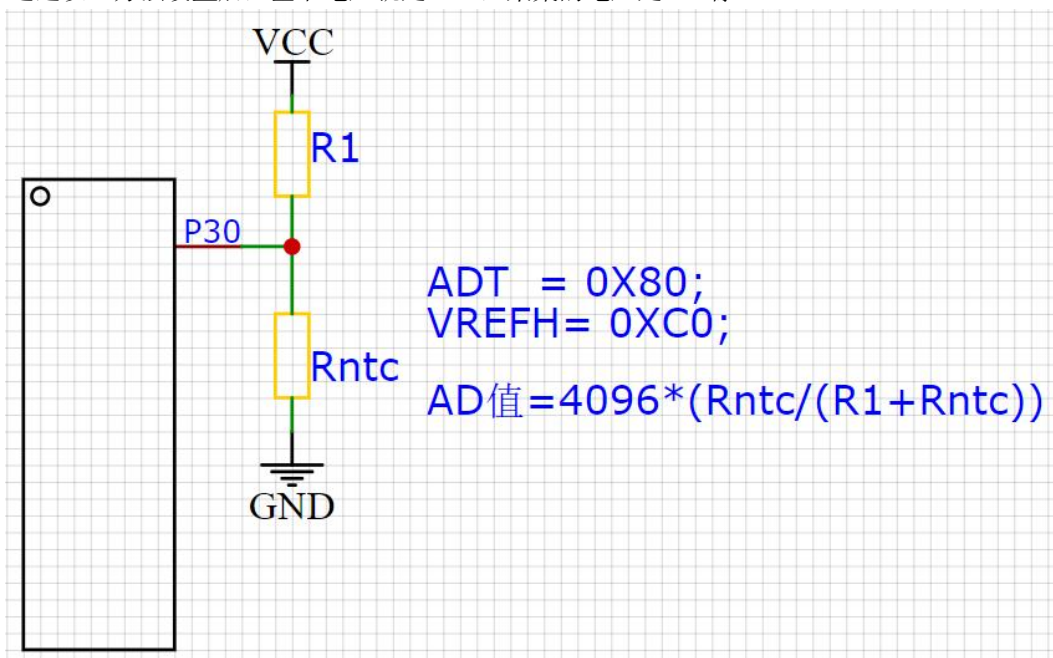 VCC
R1
P30
ADT = 0X80;
VREFH= 0XC0;
Rntc
AD值=4096*(Rntc/(R1+Rntc))
GND